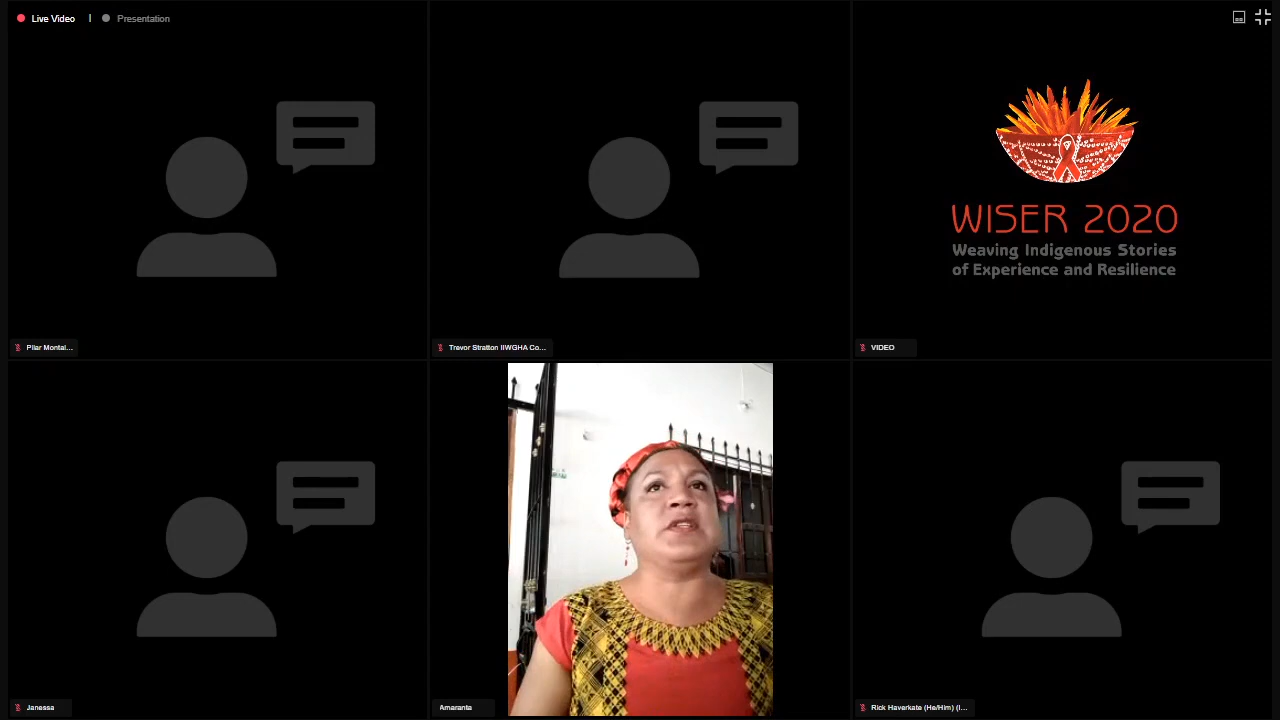 Live Video | Presentation
WISER 2020
Weaving Indigenous Stories
of Experience and Resilience
Pilar Montal...
Trevor Stratton IIWGHA Co...
VIDEO
Janessa
Amaranta
Rick Haverkate (He/Him) (I...